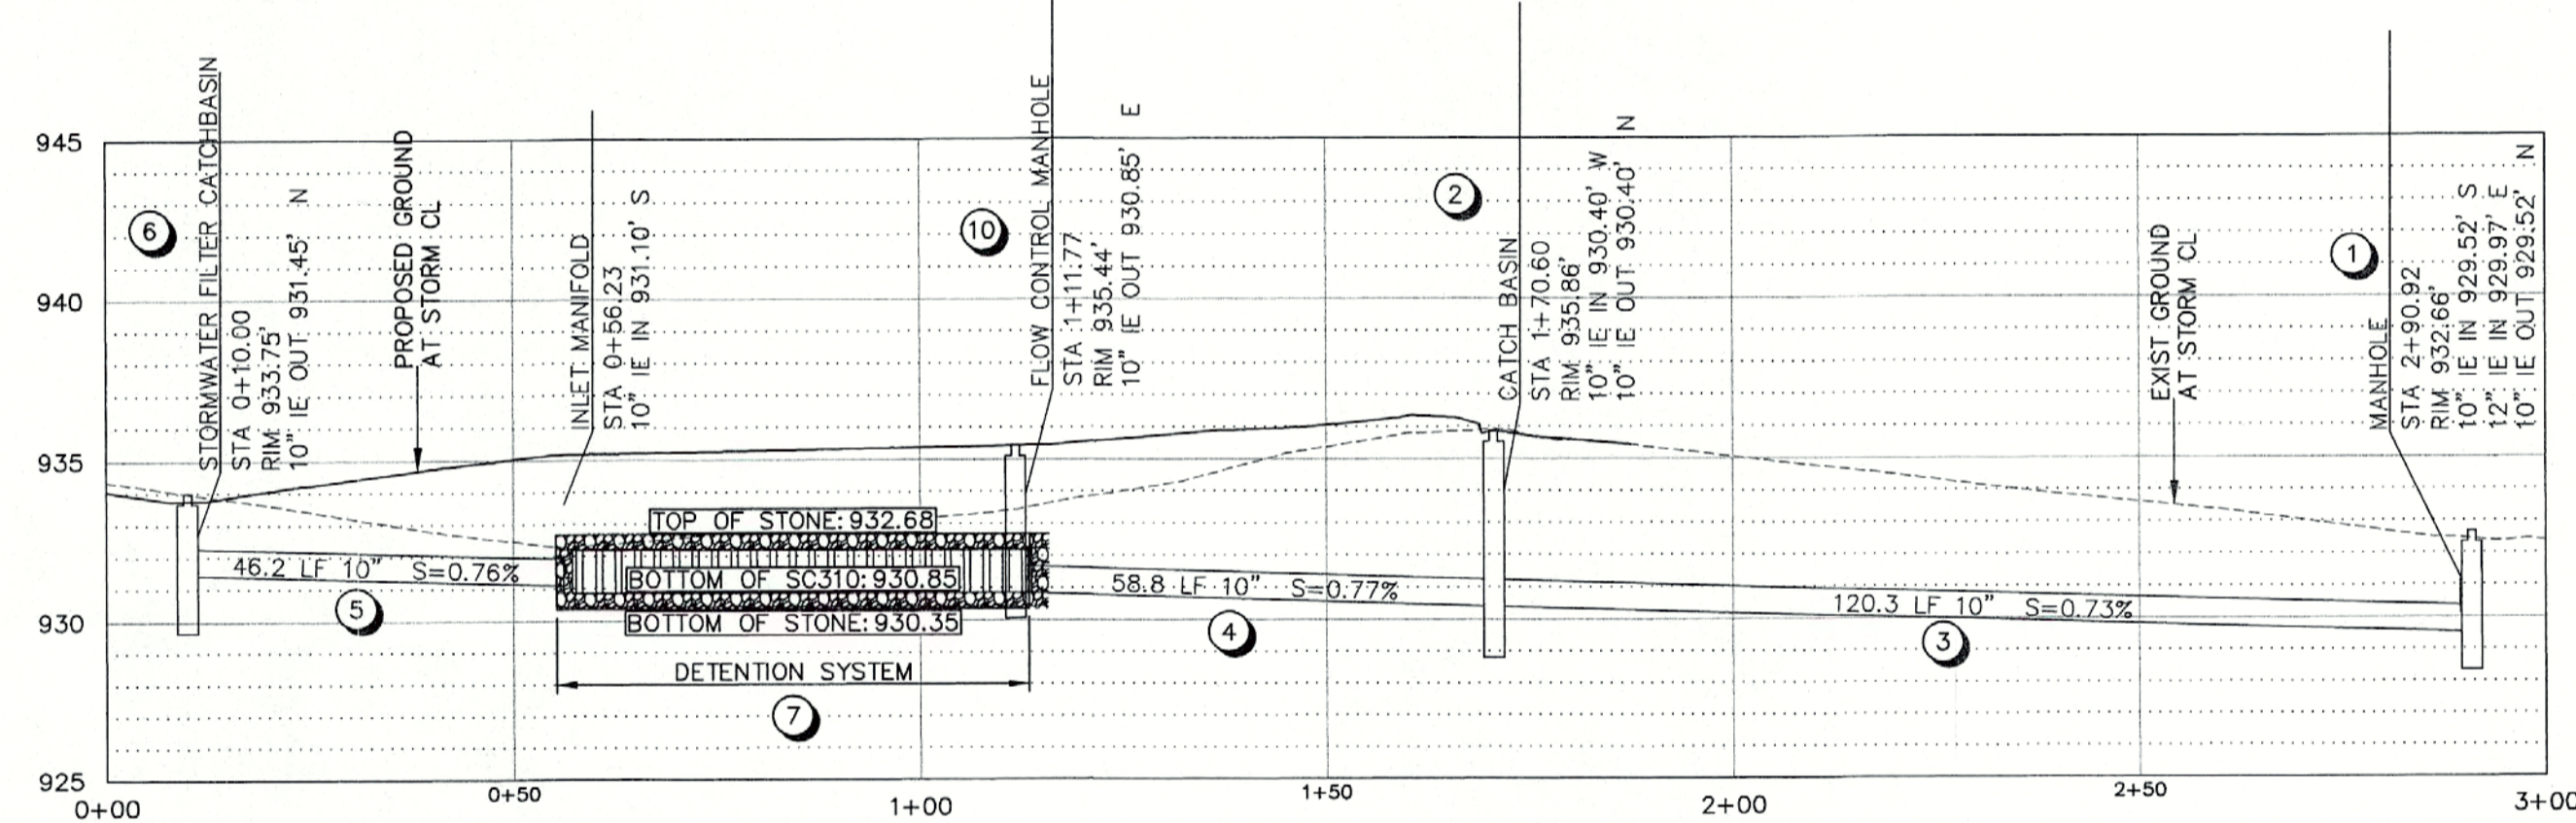 945
940
935
930
925
0+00
0+50
1+00
1+50
2+00
2+50
3+00
6
STORMWATER FILTER CATCHBASIN
STA 0+10.00
RIM 933.75'
10" IE OUT 931.45' N
PROPOSED GROUND
AT STORM CL
INLET MANIFOLD
STA 0+56.23
10" IE IN 931.10' S
10
FLOW CONTROL MANHOLE
STA 1+11.77
RIM 935.44'
10" IE OUT 930.85' E
2
CATCH BASIN
STA 1+70.60
RIM 935.86'
10" IE IN 930.40' W
10" IE OUT 930.40' N
EXIST GROUND
AT STORM CL
1
MANHOLE
STA 2+90.92
RIM 932.66'
10" IE IN 929.52' S
12" IE IN 929.97' E
10" IE OUT 929.52' N
TOP OF STONE: 932.68
BOTTOM OF SC310: 930.85
BOTTOM OF STONE: 930.35
46.2 LF 10" S=0.76%
5
58.8 LF 10" S=0.77%
4
120.3 LF 10" S=0.73%
3
DETENTION SYSTEM
7